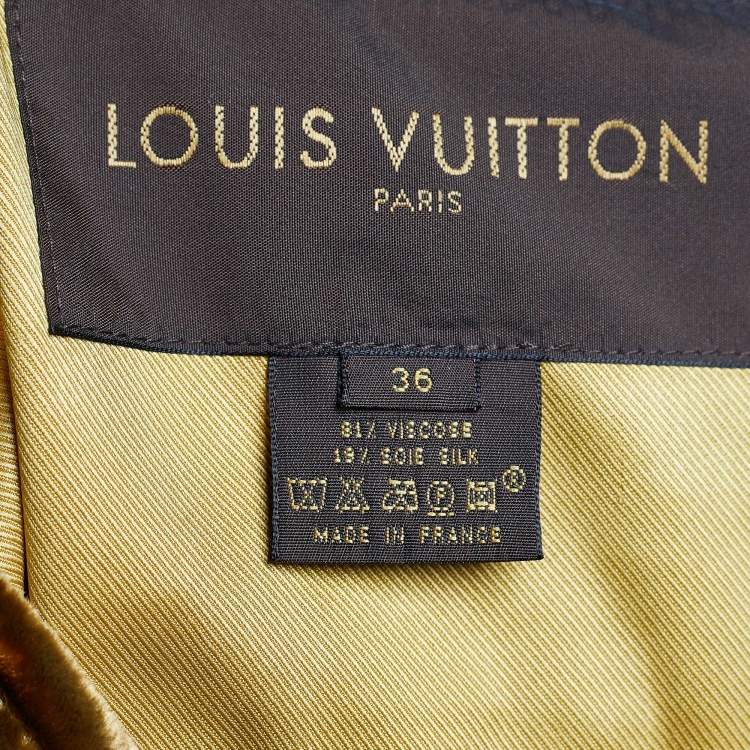 LOUIS VUITTON
PARIS
36
81% VISCOSE
19% SOIE SILK
P ®
MADE IN FRANCE